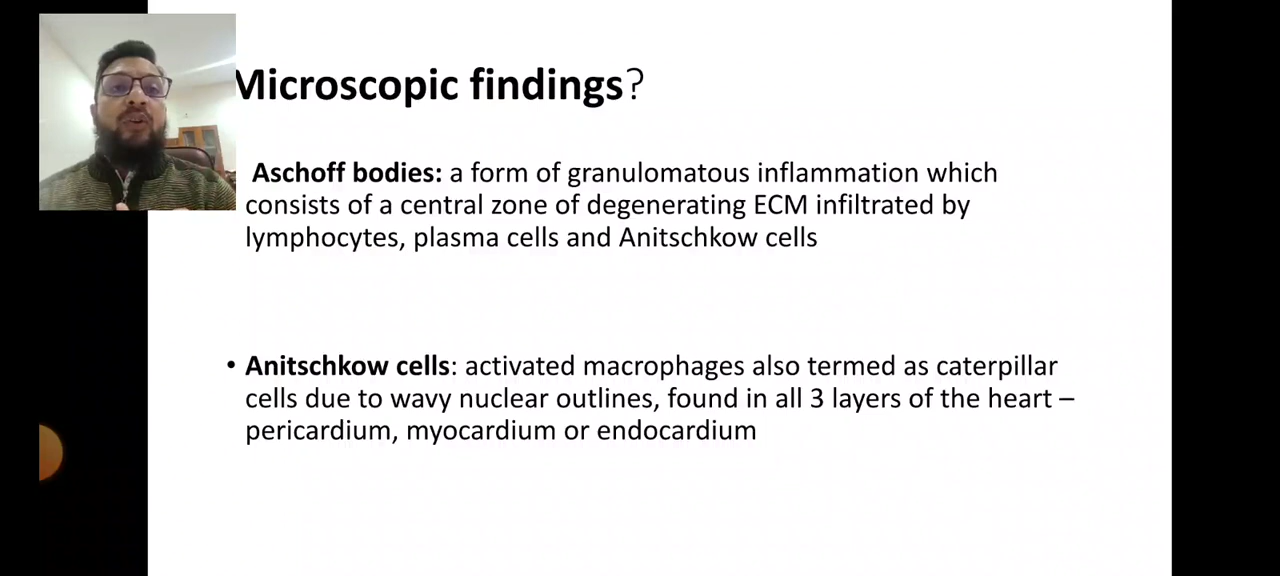 Microscopic findings?
Aschoff bodies: a form of granulomatous inflammation which
consists of a central zone of degenerating ECM infiltrated by
lymphocytes, plasma cells and Anitschkow cells
• Anitschkow cells: activated macrophages also termed as caterpillar
cells due to wavy nuclear outlines, found in all 3 layers of the heart –
pericardium, myocardium or endocardium